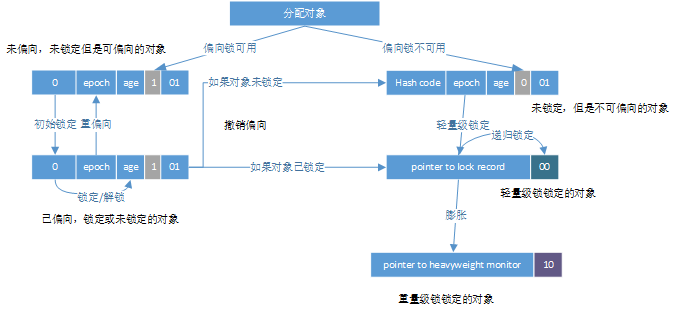 分配对象
未偏向，未锁定但是可偏向的对象
偏向锁可用
偏向锁不可用
0 epoch age 1 01
如果对象未锁定
Hash code epoch age 0 01
未锁定，但是不可偏向的对象
初始锁定 重偏向
撤销偏向
轻量级锁定
递归锁定
0 epoch age 1 01
如果对象已锁定
pointer to lock record 00
锁定/解锁
轻量级锁锁定的对象
已偏向，锁定或未锁定的对象
膨胀
pointer to heavyweight monitor 10
重量级锁锁定的对象